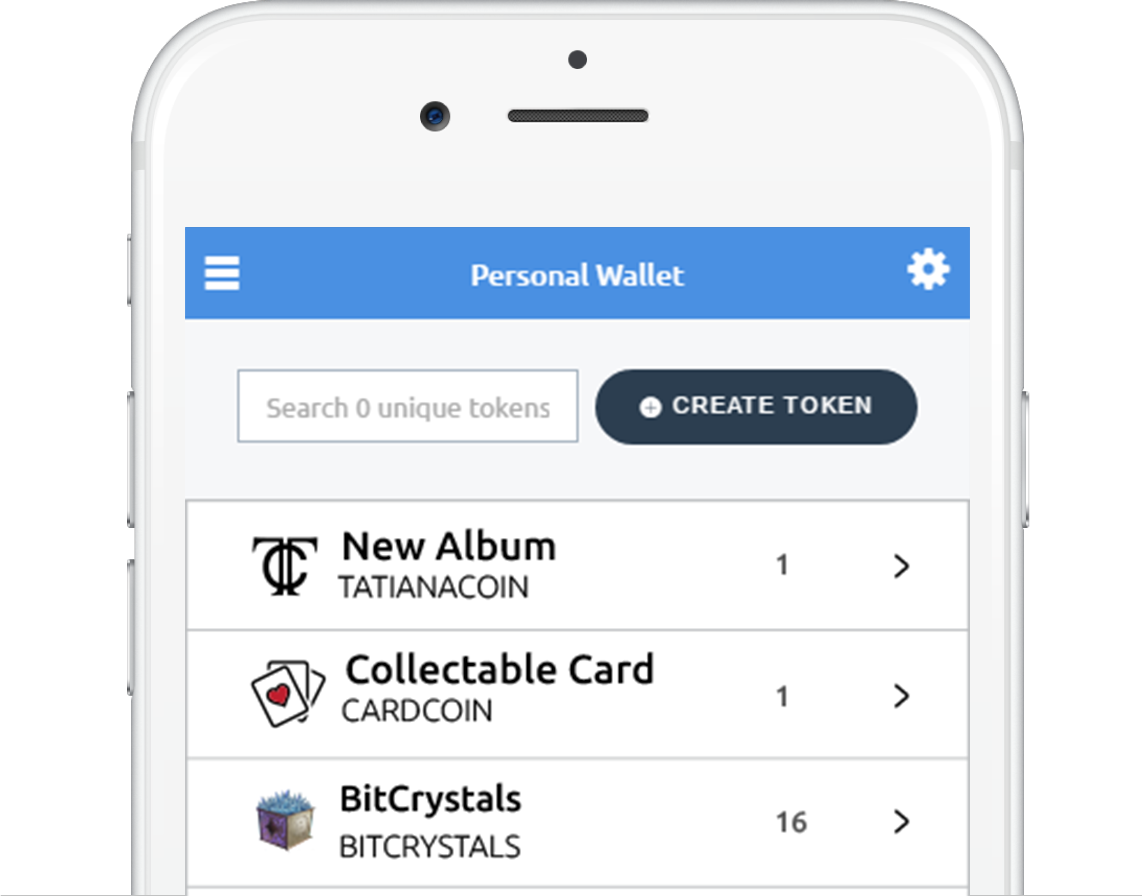 Personal Wallet
Search 0 unique tokens
CREATE TOKEN
New Album
TATIANACOIN
1
Collectable Card
CARDCOIN
1
BitCrystals
BITCRYSTALS
16